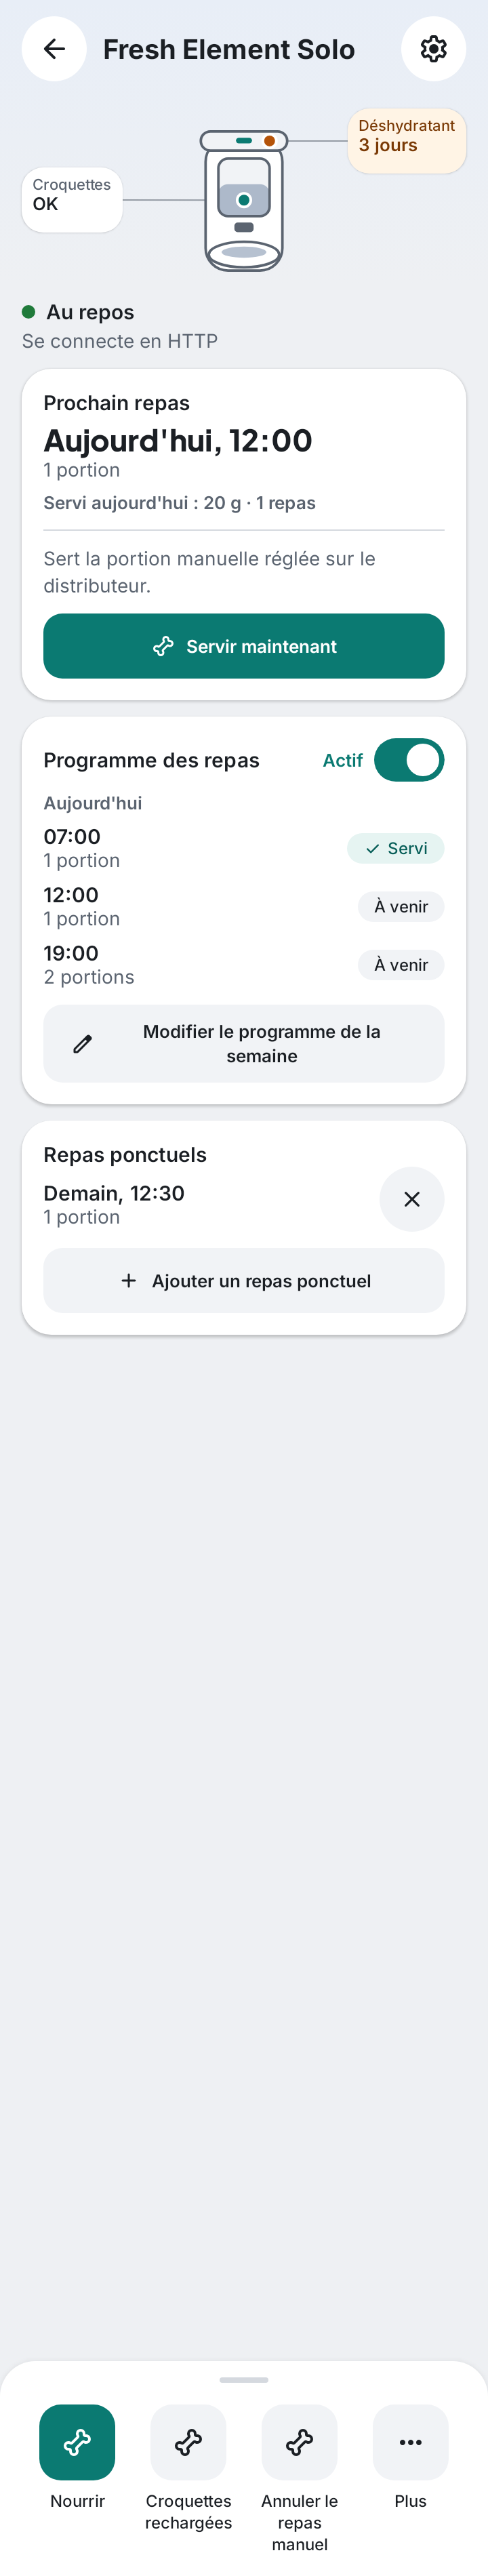 Fresh Element Solo
Déshydratant
3 jours
Croquettes
OK
Au repos
Se connecte en HTTP
Prochain repas
Aujourd'hui, 12:00
1 portion
Servi aujourd'hui : 20 g · 1 repas
Sert la portion manuelle réglée sur le
distributeur.
Servir maintenant
Programme des repas
Actif
Aujourd'hui
07:00
1 portion
Servi
12:00
1 portion
À venir
19:00
2 portions
À venir
Modifier le programme de la
semaine
Repas ponctuels
Demain, 12:30
1 portion
Ajouter un repas ponctuel
Nourrir
Croquettes
rechargées
Annuler le
repas
manuel
Plus